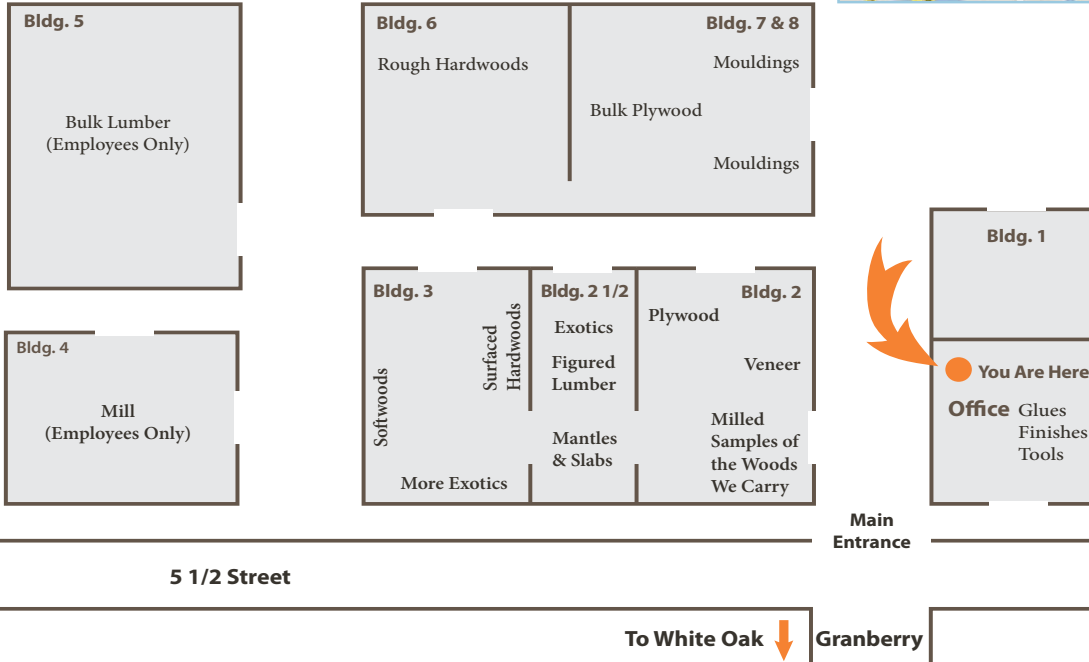 Bldg. 5
Bulk Lumber
(Employees Only)
Bldg. 6
Rough Hardwoods
Bldg. 7 & 8
Mouldings
Bulk Plywood
Mouldings
Bldg. 4
Mill
(Employees Only)
Bldg. 3
Softwoods
Surfaced
Hardwoods
More Exotics
Bldg. 2 1/2
Exotics
Figured
Lumber
Mantles
& Slabs
Bldg. 2
Plywood
Veneer
Milled
Samples of
the Woods
We Carry
Bldg. 1
You Are Here
Office
Glues
Finishes
Tools
Main
Entrance
5 1/2 Street
To White Oak
Granberry